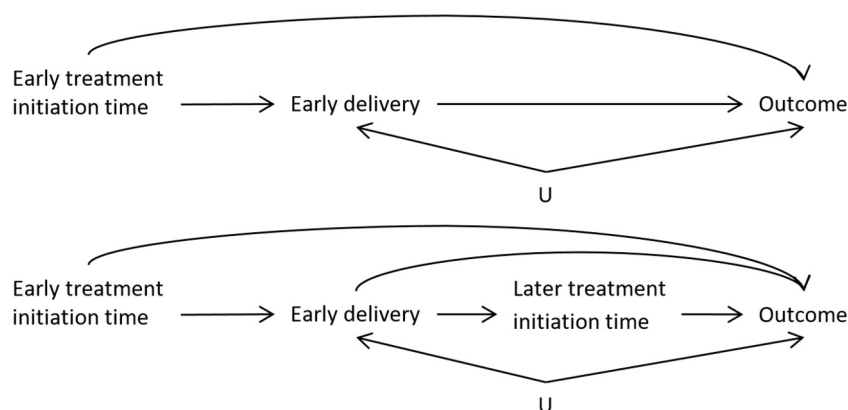 Early treatment
initiation time
Early delivery
Outcome
U
Early treatment
initiation time
Early delivery
Later treatment
initiation time
Outcome
U